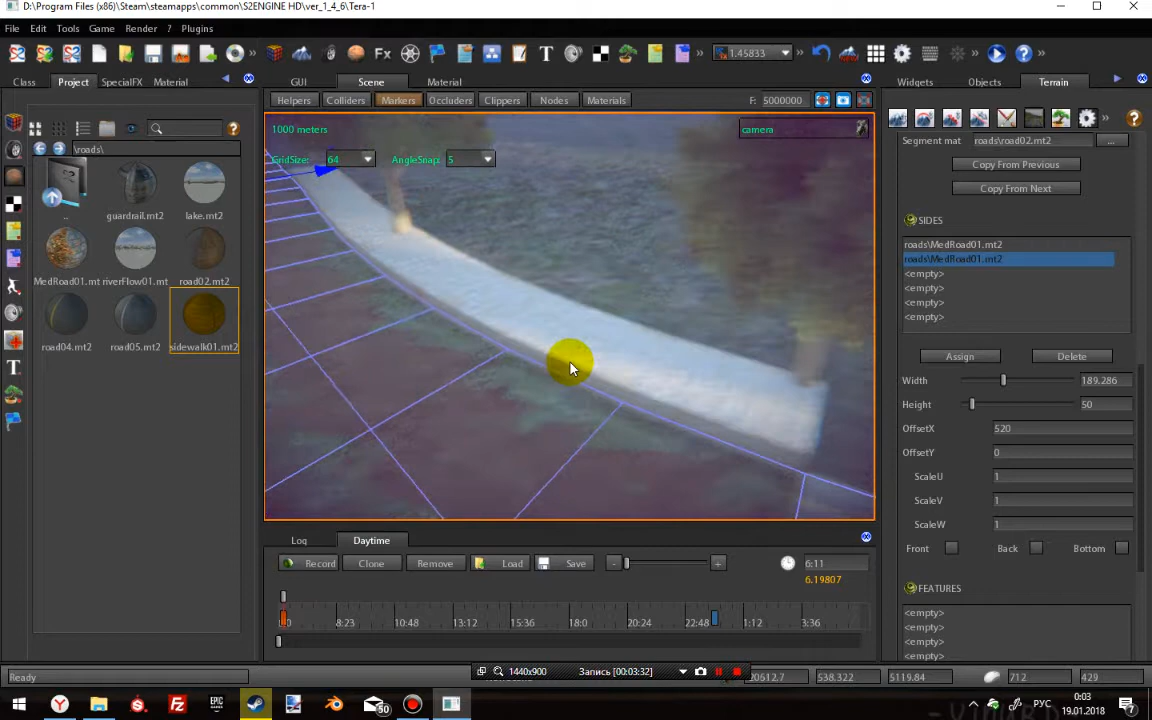 D:\Program Files (x86)\Steam\steamapps\common\S2ENGINE HD\ver_1_4_6\Tera-1
File Edit Tools Game Render ? Plugins
Fx T 1.45833
Class Project SpecialFX Material GUI Scene Material Widgets Objects Terrain
Helpers Colliders Markers Occluders Clippers Nodes Materials F: 5000000
1000 meters camera
GridSize: 64 AngleSnap: 5
\roads\
..
guardrail.mt2 lake.mt2
MedRoad01.mt riverFlow01.mt road02.mt2
road04.mt2 road05.mt2 sidewalk01.mt2
Segment mat roads\road02.mt2 ...
Copy From Previous
Copy From Next
SIDES
roads\MedRoad01.mt2
roads\MedRoad01.mt2
<empty>
<empty>
<empty>
<empty>
Assign Delete
Width 189.286
Height 50
OffsetX 520
OffsetY 0
ScaleU 1
ScaleV 1
ScaleW 1
Front Back Bottom
FEATURES
<empty>
<empty>
<empty>
<empty>
Log Daytime
Record Clone Remove Load Save - + 6:11
6.19807
8:23 10:48 13:12 15:36 18:0 20:24 22:48 1:12 3:36
Ready
1440x900 Запись [00:03:32]
20612.7 538.322 5119.84 712 429
EPIC 50 РУС 0:03
19.01.2018 7